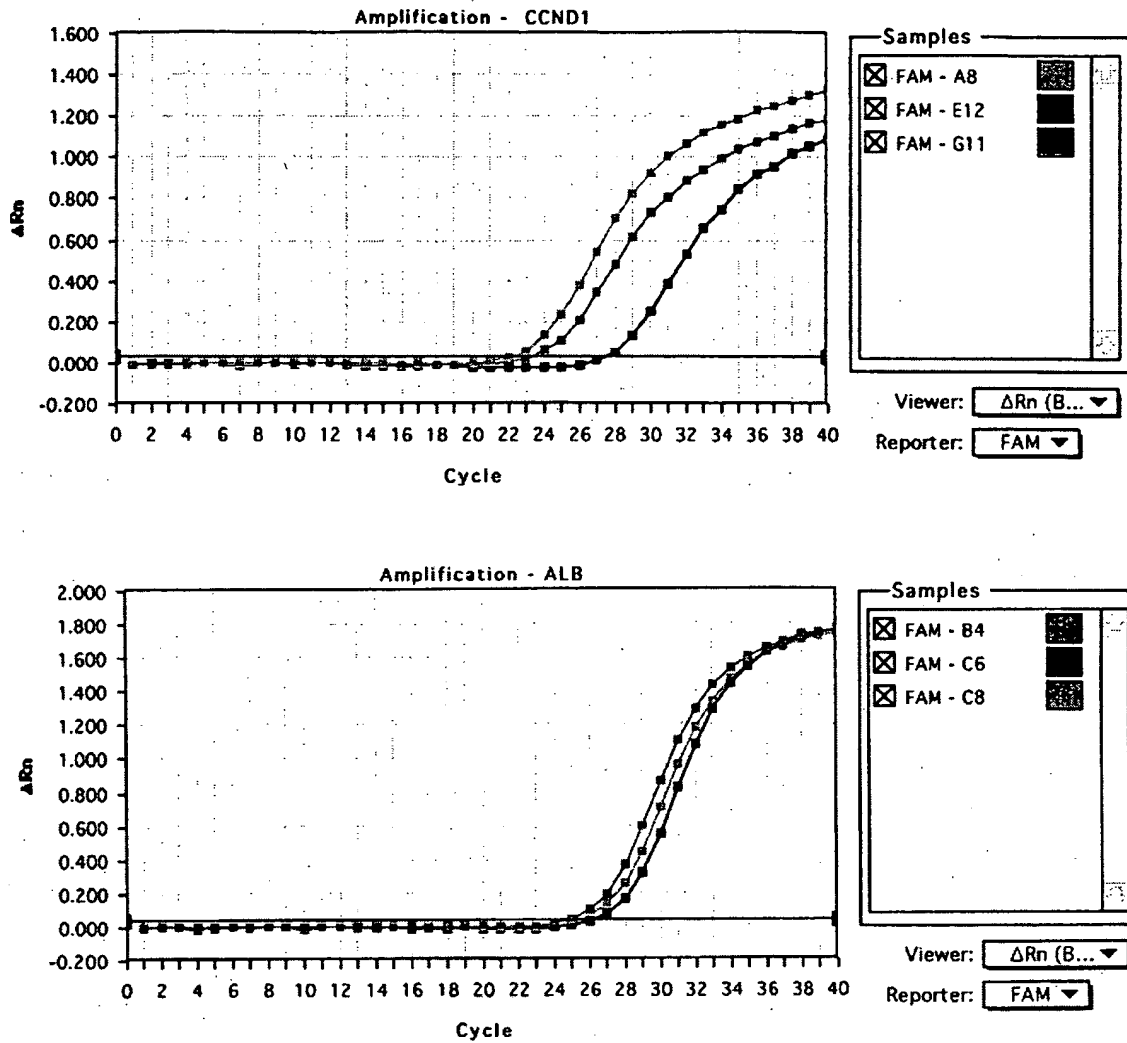 Amplification - CCND1
1.600
1.400
1.200
1.000
0.800
0.600
0.400
0.200
0.000
-0.200
ΔRn
0 2 4 6 8 10 12 14 16 18 20 22 24 26 28 30 32 34 36 38 40
Cycle
Samples
FAM - A8
FAM - E12
FAM - G11
Viewer: ΔRn (B...
Reporter: FAM
Amplification - ALB
2.000
1.800
1.600
1.400
1.200
1.000
0.800
0.600
0.400
0.200
0.000
-0.200
ΔRn
0 2 4 6 8 10 12 14 16 18 20 22 24 26 28 30 32 34 36 38 40
Cycle
Samples
FAM - B4
FAM - C6
FAM - C8
Viewer: ΔRn (B...
Reporter: FAM